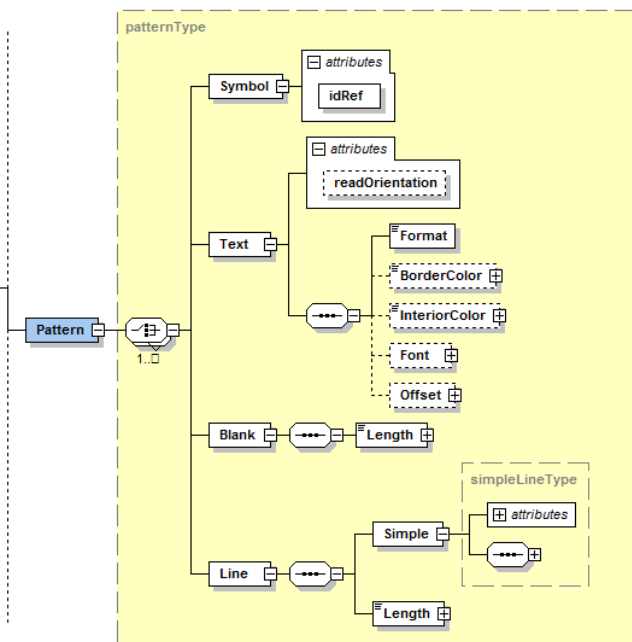 patternType
attributes
Symbol
idRef
attributes
readOrientation
Text
Format
BorderColor
InteriorColor
Pattern
1..□
Font
Offset
Blank
Length
simpleLineType
attributes
Simple
Line
Length